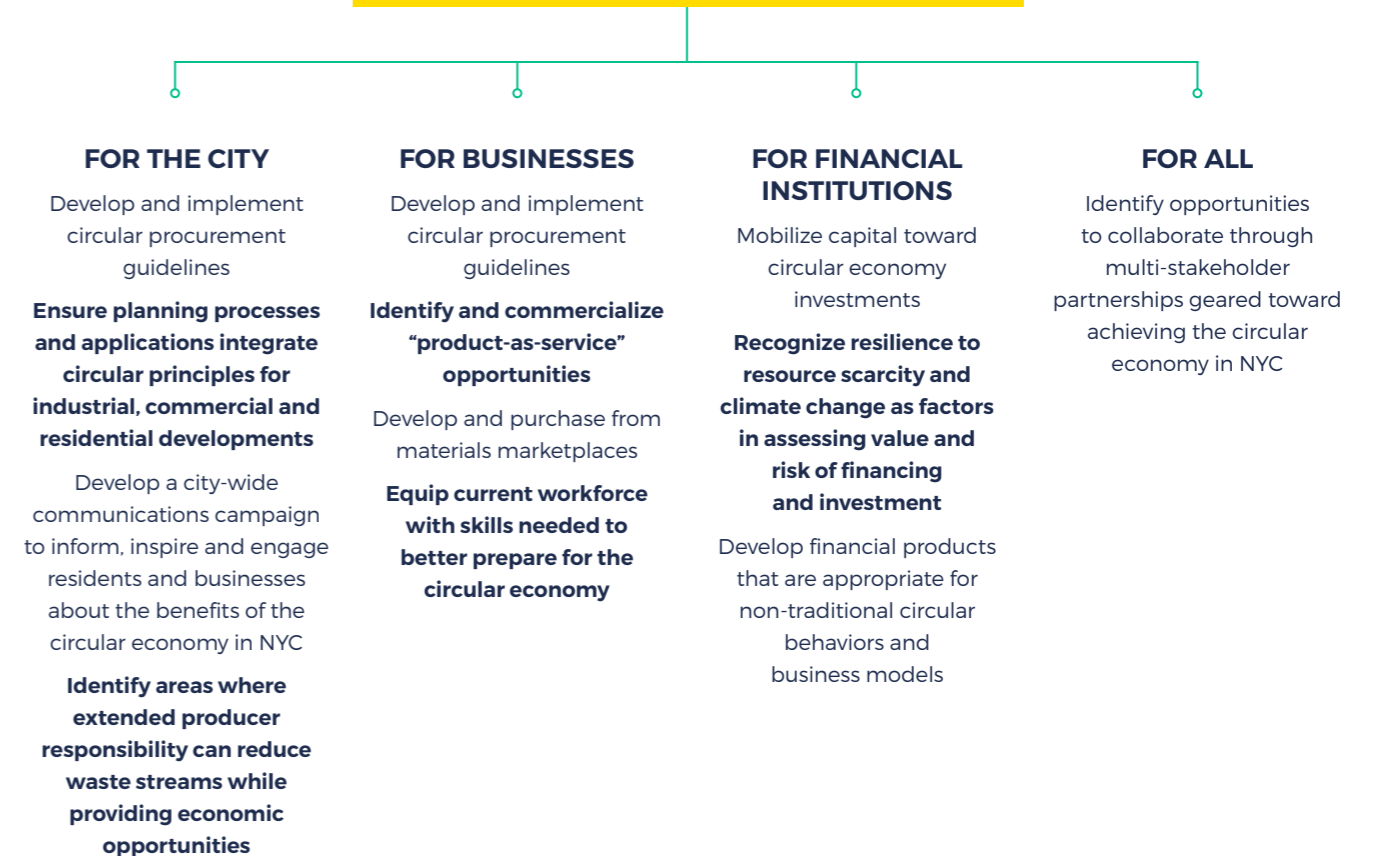 FOR THE CITY
Develop and implement
circular procurement
guidelines
Ensure planning processes
and applications integrate
circular principles for
industrial, commercial and
residential developments
Develop a city-wide
communications campaign
to inform, inspire and engage
residents and businesses
about the benefits of the
circular economy in NYC
Identify areas where
extended producer
responsibility can reduce
waste streams while
providing economic
opportunities
FOR BUSINESSES
Develop and implement
circular procurement
guidelines
Identify and commercialize
“product-as-service”
opportunities
Develop and purchase from
materials marketplaces
Equip current workforce
with skills needed to
better prepare for the
circular economy
FOR FINANCIAL
INSTITUTIONS
Mobilize capital toward
circular economy
investments
Recognize resilience to
resource scarcity and
climate change as factors
in assessing value and
risk of financing
and investment
Develop financial products
that are appropriate for
non-traditional circular
behaviors and
business models
FOR ALL
Identify opportunities
to collaborate through
multi-stakeholder
partnerships geared toward
achieving the circular
economy in NYC